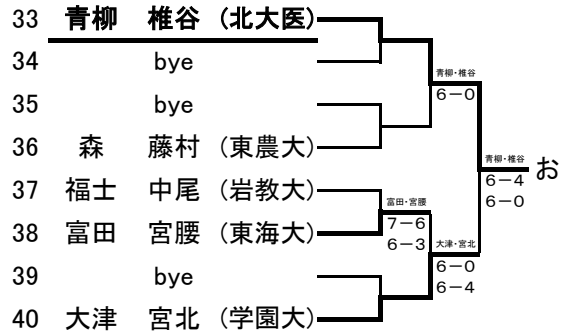 33 青柳 椎谷 (北大医)
34 bye
35 bye
36 森 藤村 (東農大)
37 福士 中尾 (岩教大)
38 富田 宮腰 (東海大)
39 bye
40 大津 宮北 (学園大)
富田・宮腰
7-6
6-3
青柳・椎谷
6-0
大津・宮北
6-0
6-4
青柳・椎谷
6-4
6-0
お